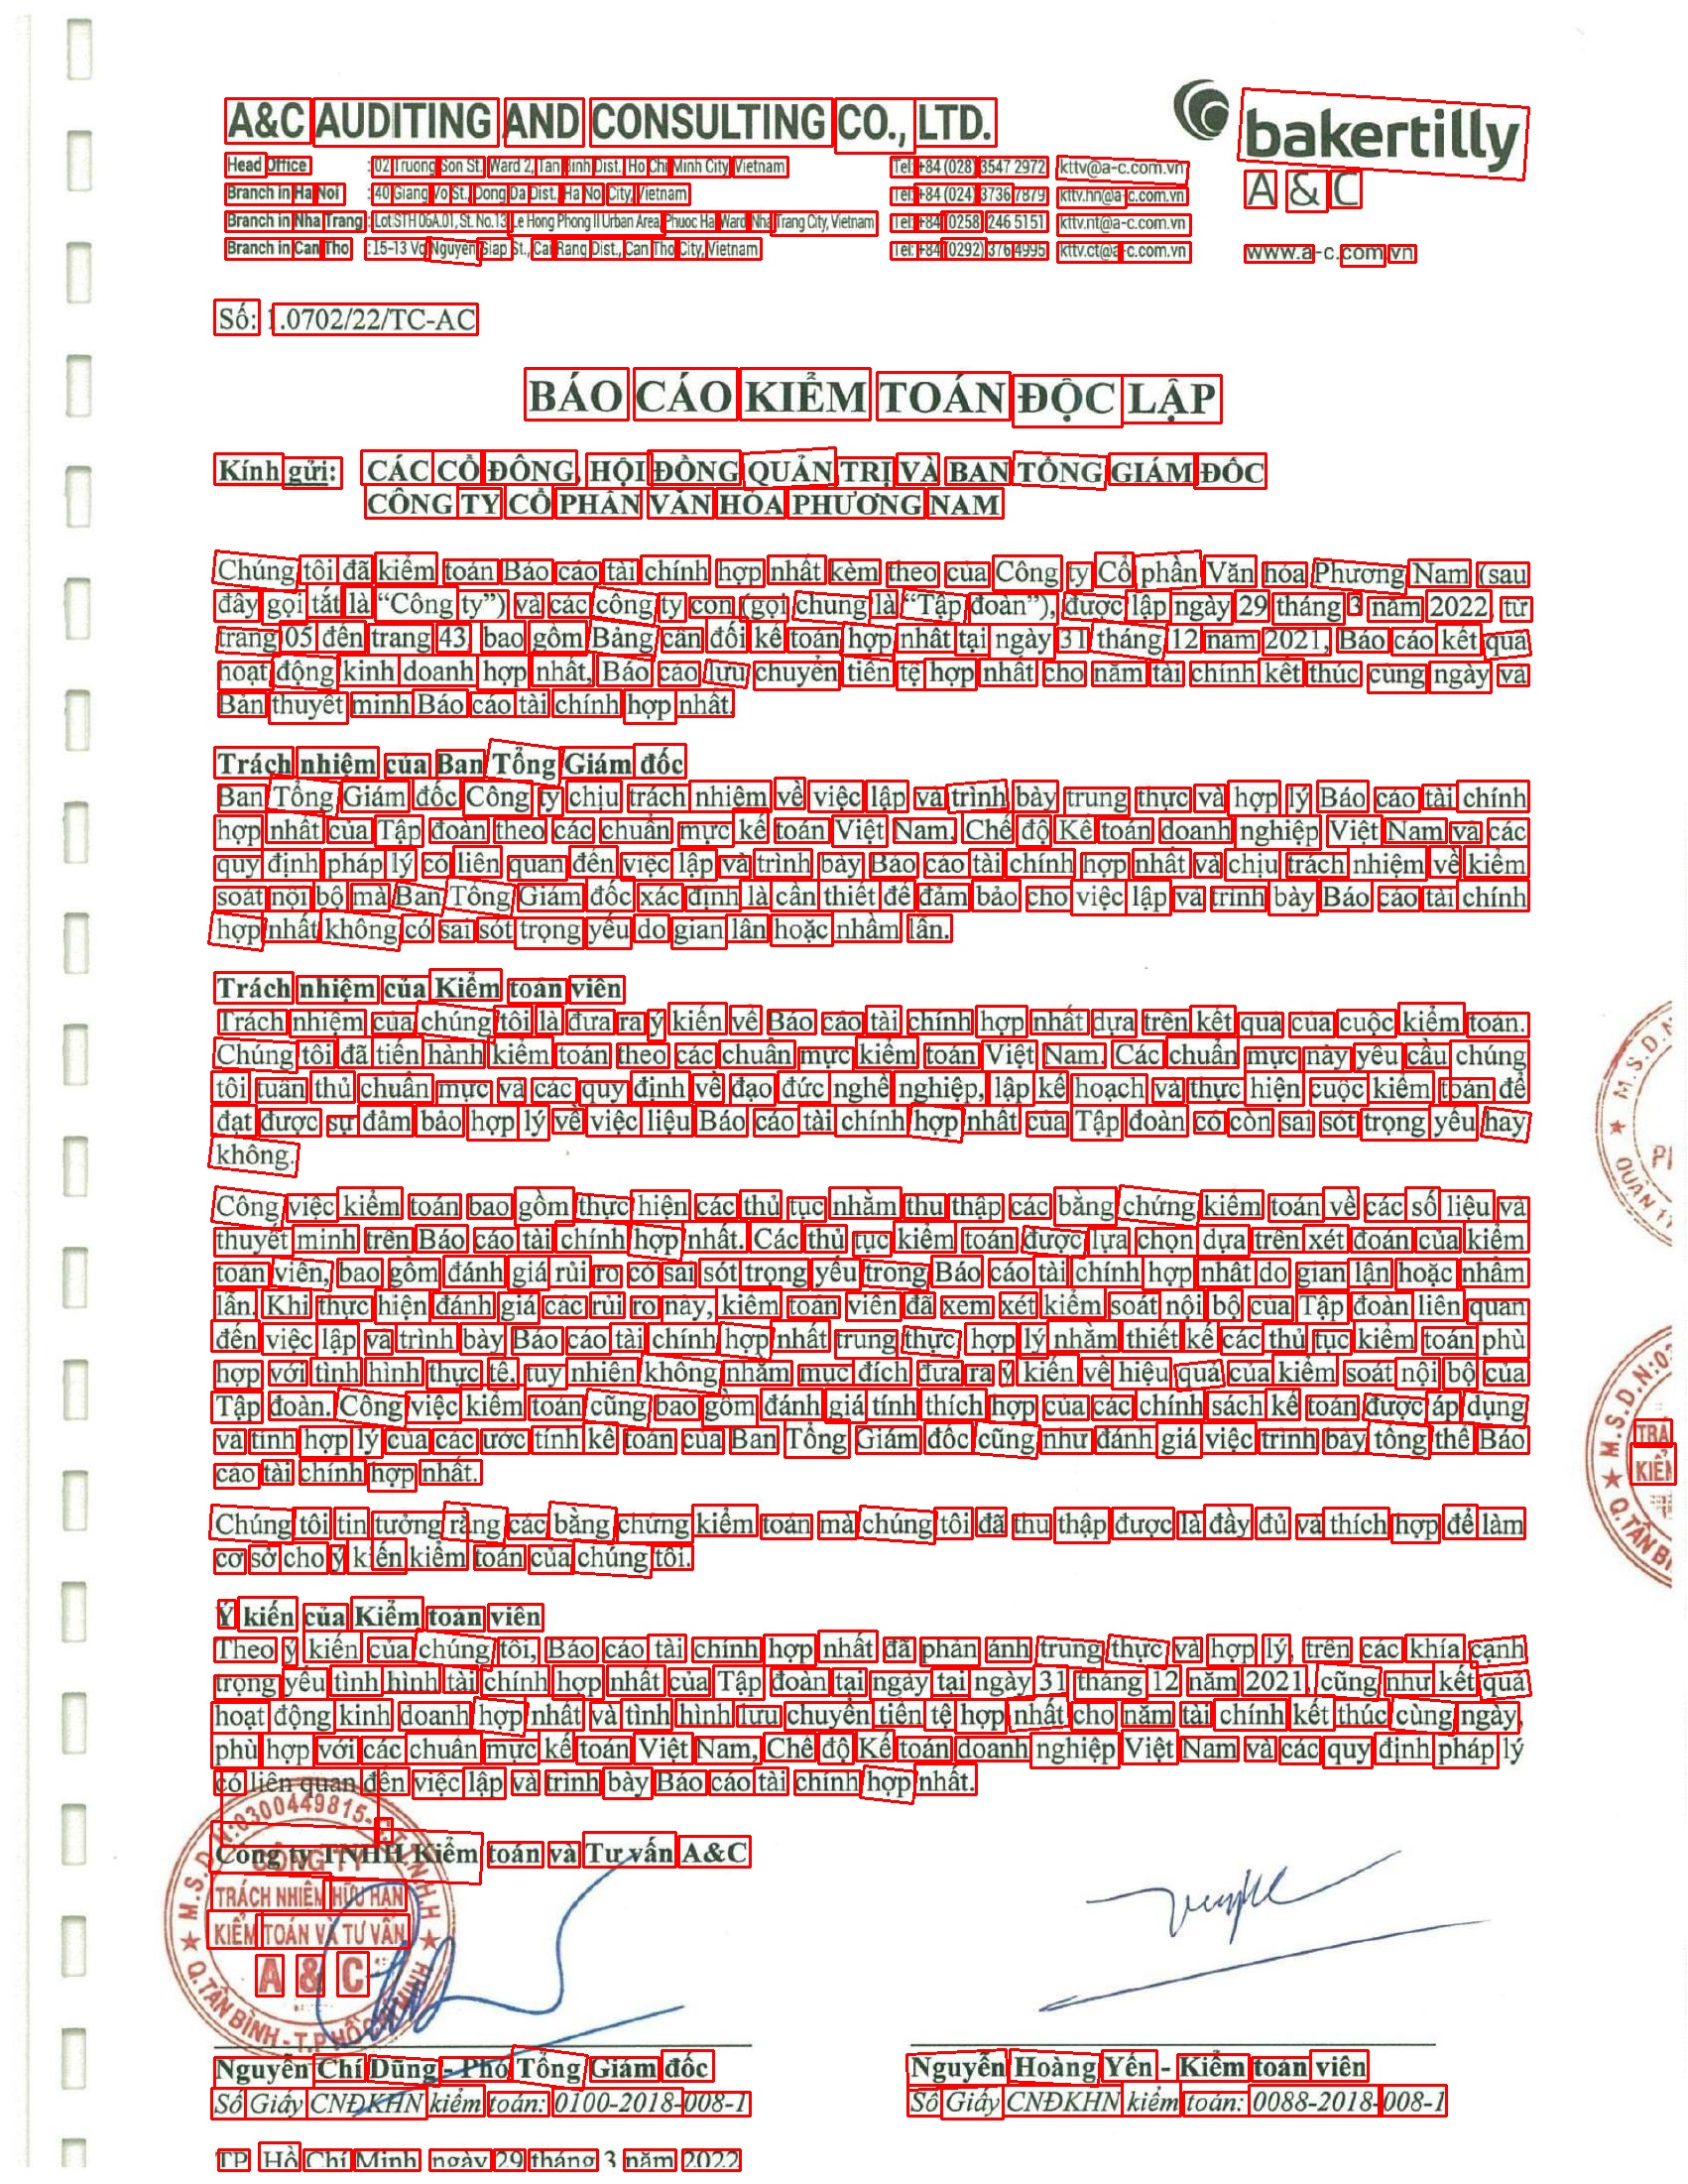 A&C AUDITING AND CONSULTING CO., LTD.
bakertilly
A & C
Head Office : 02 Truong Son St., Ward 2, Tan Binh Dist., Ho Chi Minh City, Vietnam Tel: +84 (028) 3547 2972 kttv@a-c.com.vn
Branch in Ha Noi : 40 Giang Vo St., Dong Da Dist., Ha Noi City, Vietnam Tel: +84 (024) 3736 7879 kttv.hn@a-c.com.vn
Branch in Nha Trang : Lot STH 06A.01, St. No.13, Le Hong Phong II Urban Area, Phuoc Hai Ward, Nha Trang City, Vietnam Tel: +84 (0258) 246 5151 kttv.nt@a-c.com.vn
Branch in Can Tho : 15-13 Vo Nguyen Giap St., Cai Rang Dist., Can Tho City, Vietnam Tel: +84 (0292) 376 4995 kttv.ct@a-c.com.vn www.a-c.com.vn
Số: 1.0702/22/TC-AC
BÁO CÁO KIỂM TOÁN ĐỘC LẬP
Kính gửi: CÁC CỔ ĐÔNG, HỘI ĐỒNG QUẢN TRỊ VÀ BAN TỔNG GIÁM ĐỐC
CÔNG TY CỔ PHẦN VĂN HÓA PHƯƠNG NAM
Chúng tôi đã kiểm toán Báo cáo tài chính hợp nhất kèm theo của Công ty Cổ phần Văn hóa Phương Nam (sau
đây gọi tắt là “Công ty”) và các công ty con (gọi chung là “Tập đoàn”), được lập ngày 29 tháng 3 năm 2022, từ
trang 05 đến trang 43, bao gồm Bảng cân đối kế toán hợp nhất tại ngày 31 tháng 12 năm 2021, Báo cáo kết quả
hoạt động kinh doanh hợp nhất, Báo cáo lưu chuyển tiền tệ hợp nhất cho năm tài chính kết thúc cùng ngày và
Bản thuyết minh Báo cáo tài chính hợp nhất.
Trách nhiệm của Ban Tổng Giám đốc
Ban Tổng Giám đốc Công ty chịu trách nhiệm về việc lập và trình bày trung thực và hợp lý Báo cáo tài chính
hợp nhất của Tập đoàn theo các chuẩn mực kế toán Việt Nam, Chế độ Kế toán doanh nghiệp Việt Nam và các
quy định pháp lý có liên quan đến việc lập và trình bày Báo cáo tài chính hợp nhất và chịu trách nhiệm về kiểm
soát nội bộ mà Ban Tổng Giám đốc xác định là cần thiết để đảm bảo cho việc lập và trình bày Báo cáo tài chính
hợp nhất không có sai sót trọng yếu do gian lận hoặc nhầm lẫn.
Trách nhiệm của Kiểm toán viên
Trách nhiệm của chúng tôi là đưa ra ý kiến về Báo cáo tài chính hợp nhất dựa trên kết quả của cuộc kiểm toán.
Chúng tôi đã tiến hành kiểm toán theo các chuẩn mực kiểm toán Việt Nam. Các chuẩn mực này yêu cầu chúng
tôi tuân thủ chuẩn mực và các quy định về đạo đức nghề nghiệp, lập kế hoạch và thực hiện cuộc kiểm toán để
đạt được sự đảm bảo hợp lý về việc liệu Báo cáo tài chính hợp nhất của Tập đoàn có còn sai sót trọng yếu hay
không.
Công việc kiểm toán bao gồm thực hiện các thủ tục nhằm thu thập các bằng chứng kiểm toán về các số liệu và
thuyết minh trên Báo cáo tài chính hợp nhất. Các thủ tục kiểm toán được lựa chọn dựa trên xét đoán của kiểm
toán viên, bao gồm đánh giá rủi ro có sai sót trọng yếu trong Báo cáo tài chính hợp nhất do gian lận hoặc nhầm
lẫn. Khi thực hiện đánh giá các rủi ro này, kiểm toán viên đã xem xét kiểm soát nội bộ của Tập đoàn liên quan
đến việc lập và trình bày Báo cáo tài chính hợp nhất trung thực, hợp lý nhằm thiết kế các thủ tục kiểm toán phù
hợp với tình hình thực tế, tuy nhiên không nhằm mục đích đưa ra ý kiến về hiệu quả của kiểm soát nội bộ của
Tập đoàn. Công việc kiểm toán cũng bao gồm đánh giá tính thích hợp của các chính sách kế toán được áp dụng
và tính hợp lý của các ước tính kế toán của Ban Tổng Giám đốc cũng như đánh giá việc trình bày tổng thể Báo
cáo tài chính hợp nhất.
Chúng tôi tin tưởng rằng các bằng chứng kiểm toán mà chúng tôi đã thu thập được là đầy đủ và thích hợp để làm
cơ sở cho ý kiến kiểm toán của chúng tôi.
Ý kiến của Kiểm toán viên
Theo ý kiến của chúng tôi, Báo cáo tài chính hợp nhất đã phản ánh trung thực và hợp lý, trên các khía cạnh
trọng yếu tình hình tài chính hợp nhất của Tập đoàn tại ngày tại ngày 31 tháng 12 năm 2021, cũng như kết quả
hoạt động kinh doanh hợp nhất và tình hình lưu chuyển tiền tệ hợp nhất cho năm tài chính kết thúc cùng ngày,
phù hợp với các chuẩn mực kế toán Việt Nam, Chế độ Kế toán doanh nghiệp Việt Nam và các quy định pháp lý
có liên quan đến việc lập và trình bày Báo cáo tài chính hợp nhất.
Công ty TNHH Kiểm toán và Tư vấn A&C
M.S.D.N:0300449815-C.T.T.N.H.H
CÔNG TY
TRÁCH NHIỆM HỮU HẠN
KIỂM TOÁN VÀ TƯ VẤN
A & C
Q.TÂN BÌNH - T.P HỒ CHÍ MINH
Nguyễn Chí Dũng - Phó Tổng Giám đốc
Số Giấy CNĐKHN kiểm toán: 0100-2018-008-1
Nguyễn Hoàng Yến - Kiểm toán viên
Số Giấy CNĐKHN kiểm toán: 0088-2018-008-1
TP. Hồ Chí Minh, ngày 29 tháng 3 năm 2022
M.S.D.N
QUẬN 11
M.S.D.N:03
TRÁ
KIỂM
Q.TÂN B